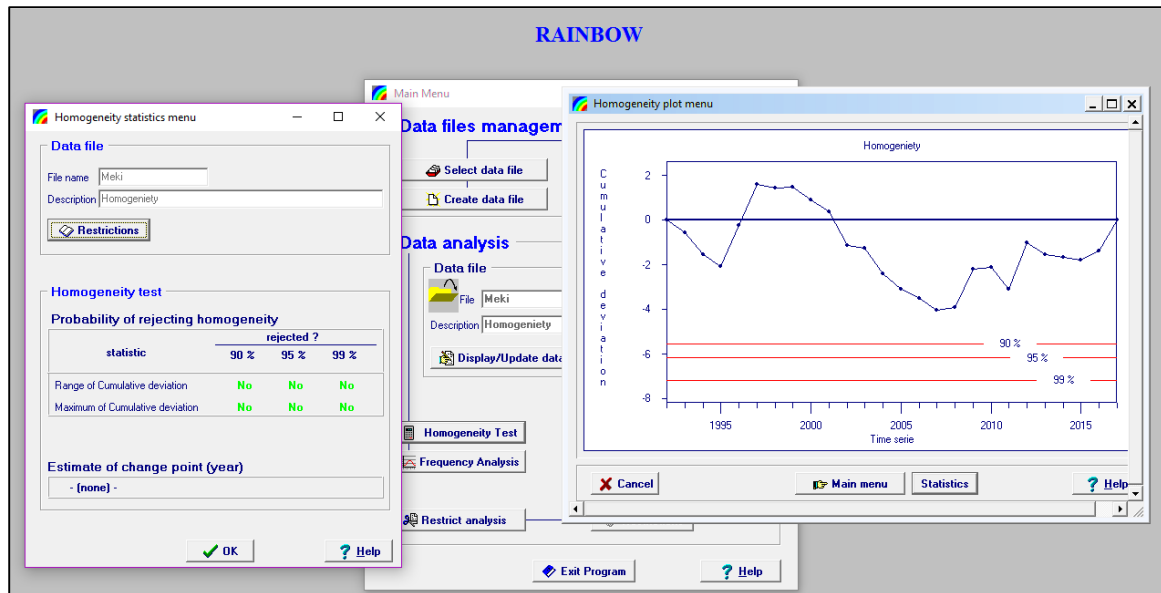 RAINBOW
Homogeneity statistics menu
Data file
File name Meki
Description Homogeniety
Restrictions
Homogeneity test
Probability of rejecting homogeneity
rejected ?
statistic 90 % 95 % 99 %
Range of Cumulative deviation No No No
Maximum of Cumulative deviation No No No
Estimate of change point (year)
- (none) -
OK Help
Main Menu
Data files managem
Select data file
Create data file
Data analysis
Data file
File Meki
Description Homogeniety
Display/Update data
Homogeneity Test
Frequency Analysis
Restrict analysis
Exit Program Help
Homogeneity plot menu
Homogeniety
Cumulative deviation
2
0
-2
-4
-6
-8
90 %
95 %
99 %
1995 2000 2005 2010 2015
Time serie
Cancel Main menu Statistics Help